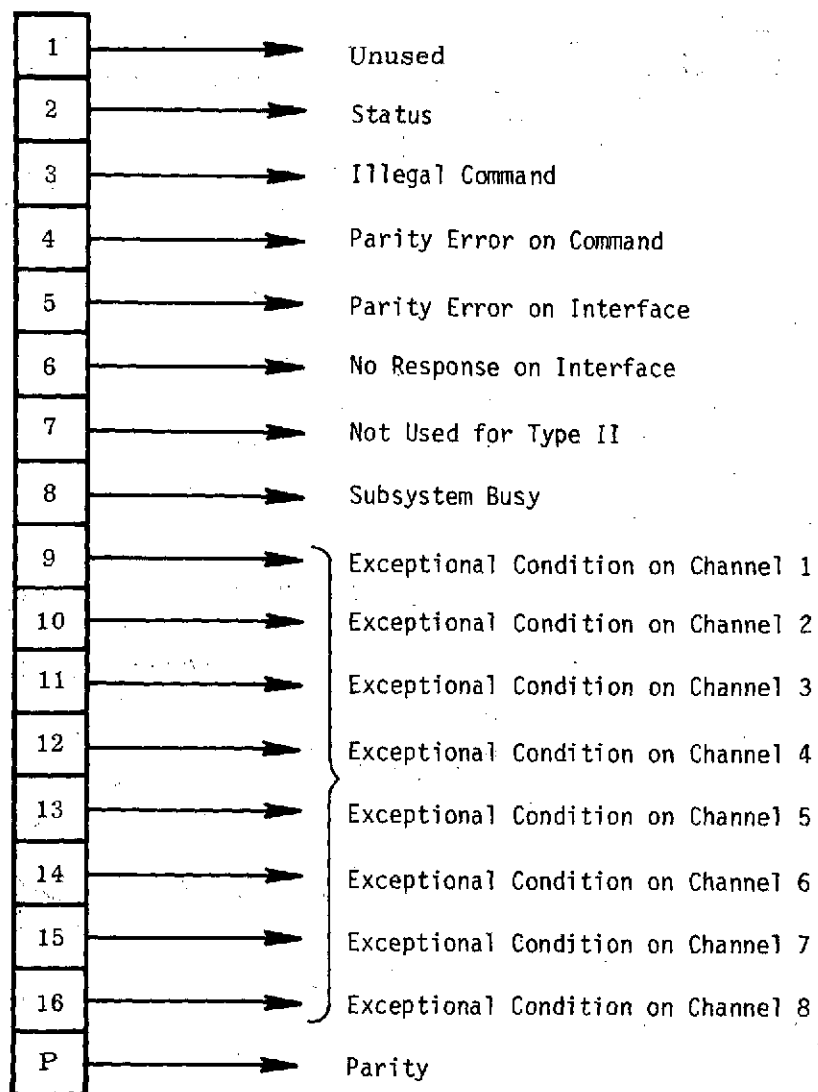 1 Unused
2 Status
3 Illegal Command
4 Parity Error on Command
5 Parity Error on Interface
6 No Response on Interface
7 Not Used for Type II
8 Subsystem Busy
9 Exceptional Condition on Channel 1
10 Exceptional Condition on Channel 2
11 Exceptional Condition on Channel 3
12 Exceptional Condition on Channel 4
13 Exceptional Condition on Channel 5
14 Exceptional Condition on Channel 6
15 Exceptional Condition on Channel 7
16 Exceptional Condition on Channel 8
P Parity